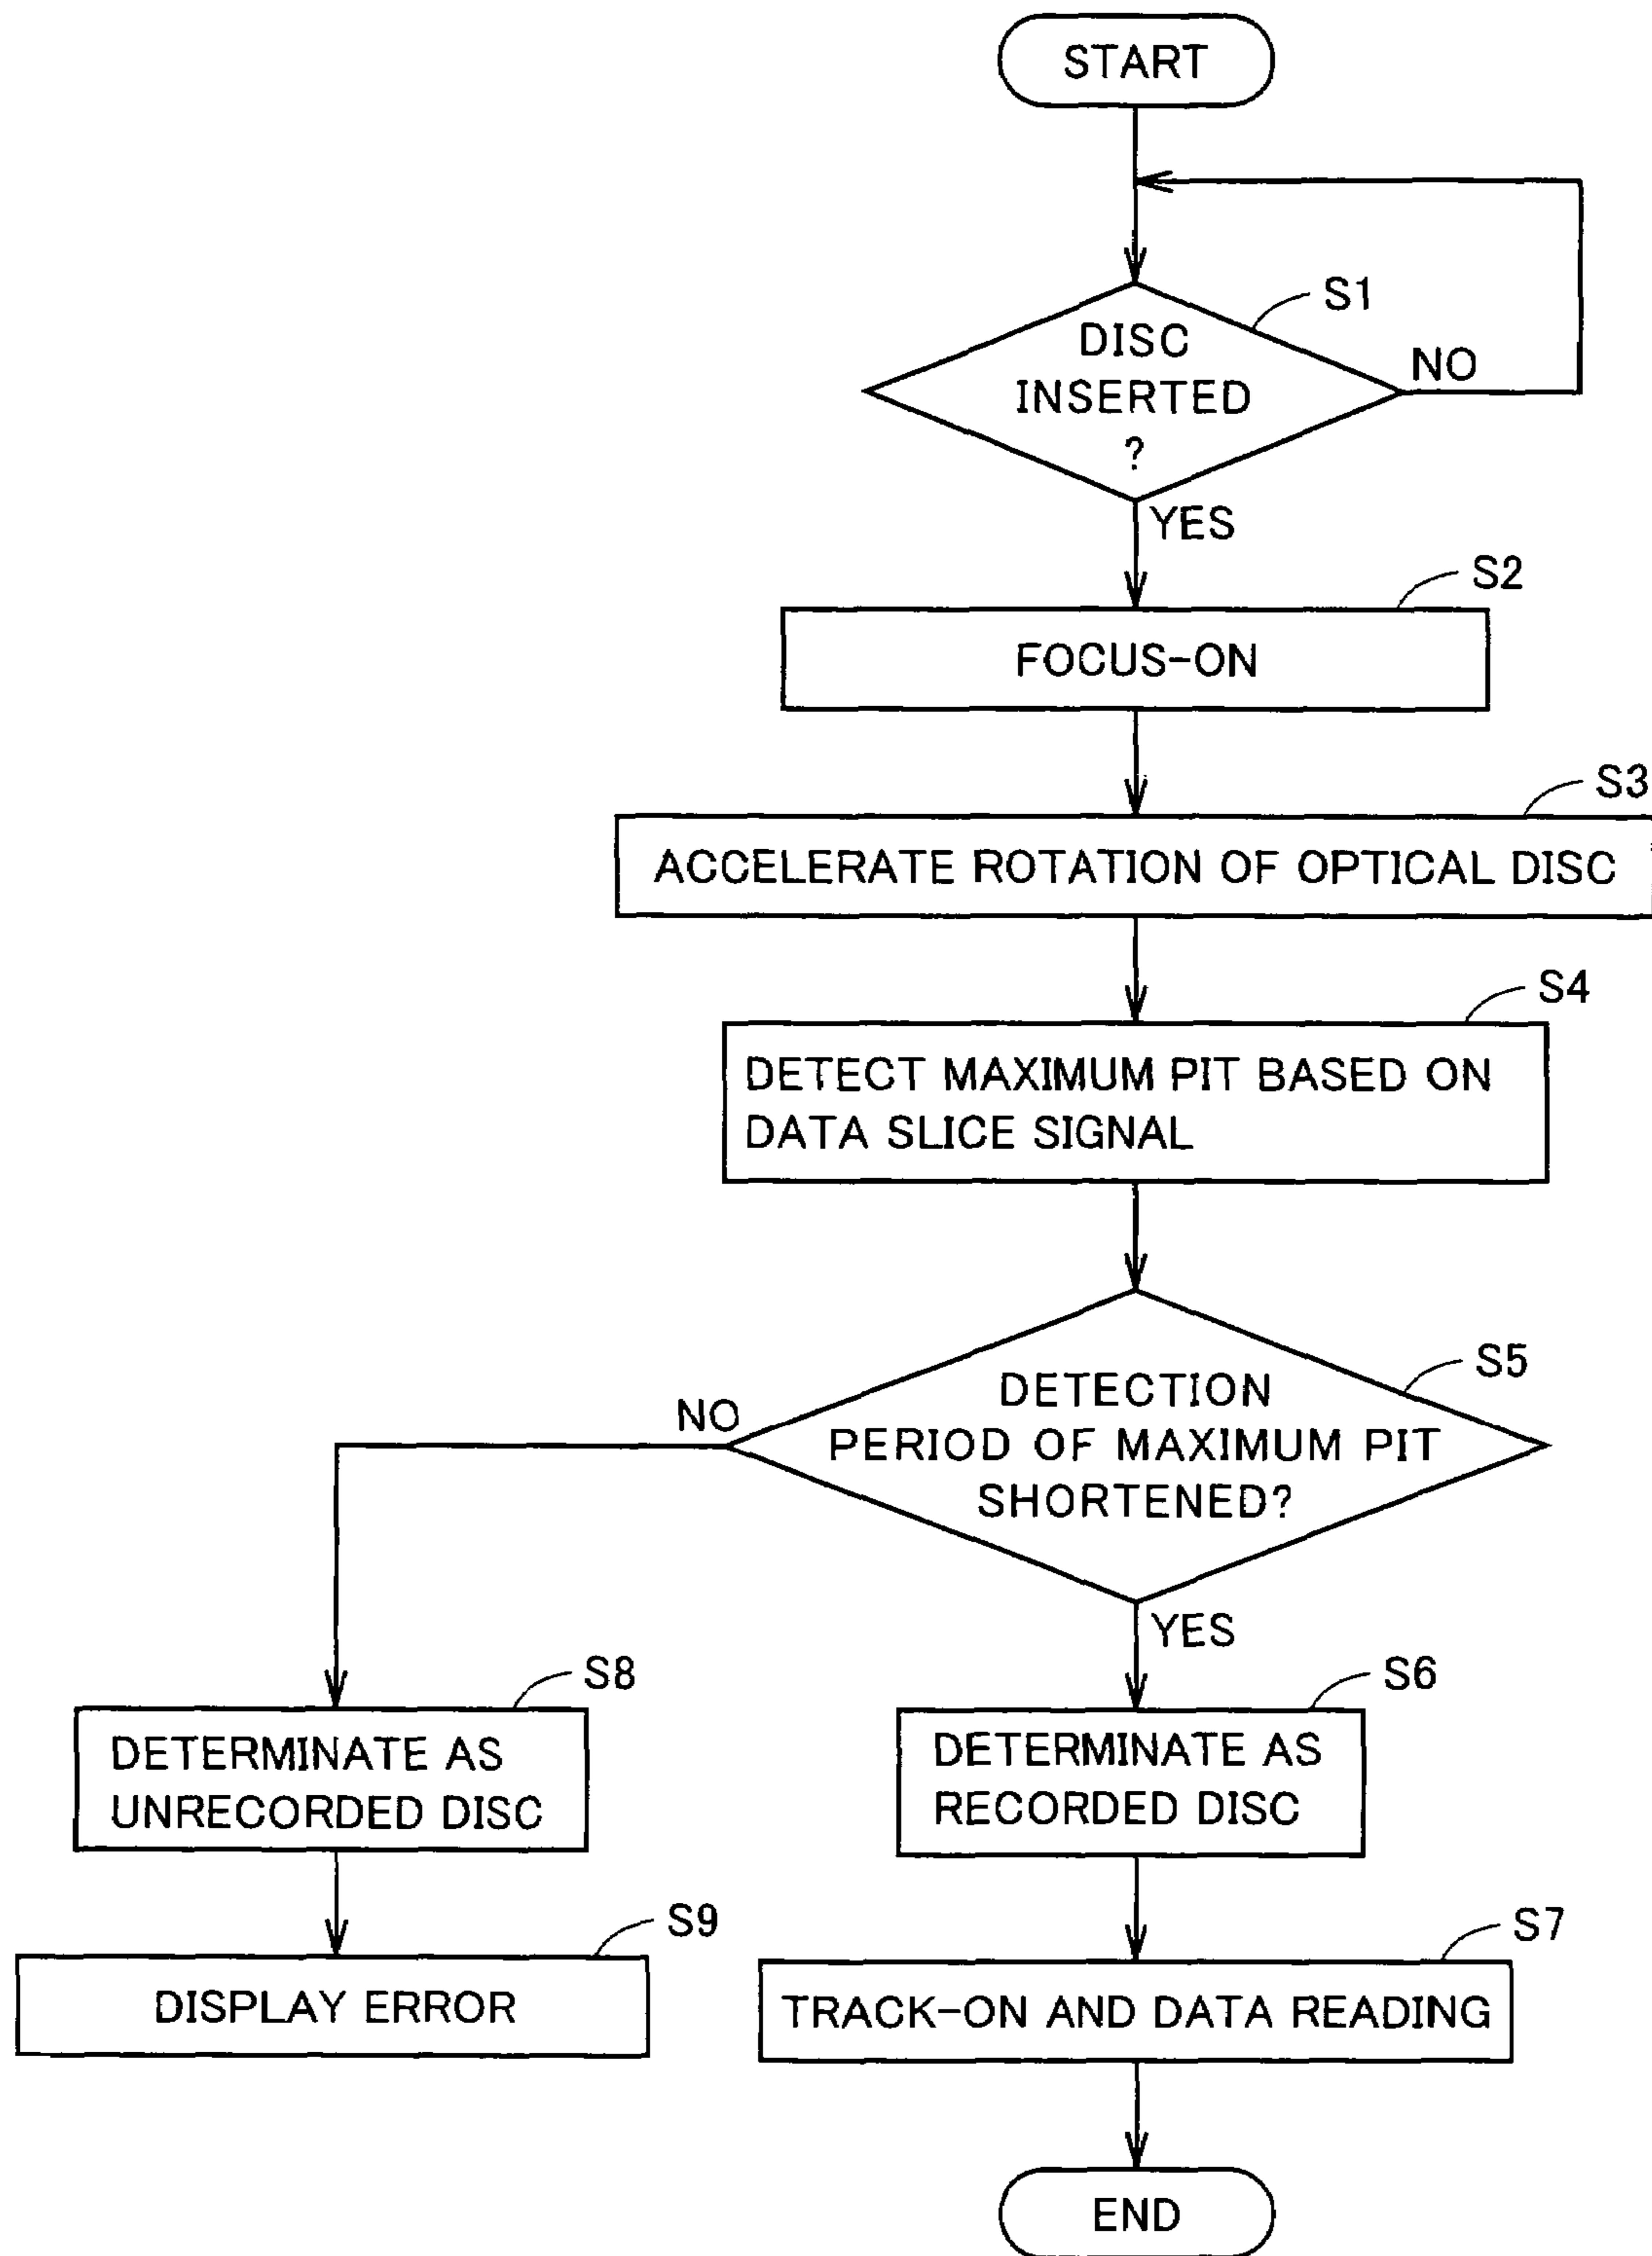 START
S1
DISC
INSERTED
?
NO
YES
S2
FOCUS-ON
S3
ACCELERATE ROTATION OF OPTICAL DISC
S4
DETECT MAXIMUM PIT BASED ON
DATA SLICE SIGNAL
S5
DETECTION
PERIOD OF MAXIMUM PIT
SHORTENED?
NO
YES
S8
DETERMINATE AS
UNRECORDED DISC
S6
DETERMINATE AS
RECORDED DISC
S9
DISPLAY ERROR
S7
TRACK-ON AND DATA READING
END